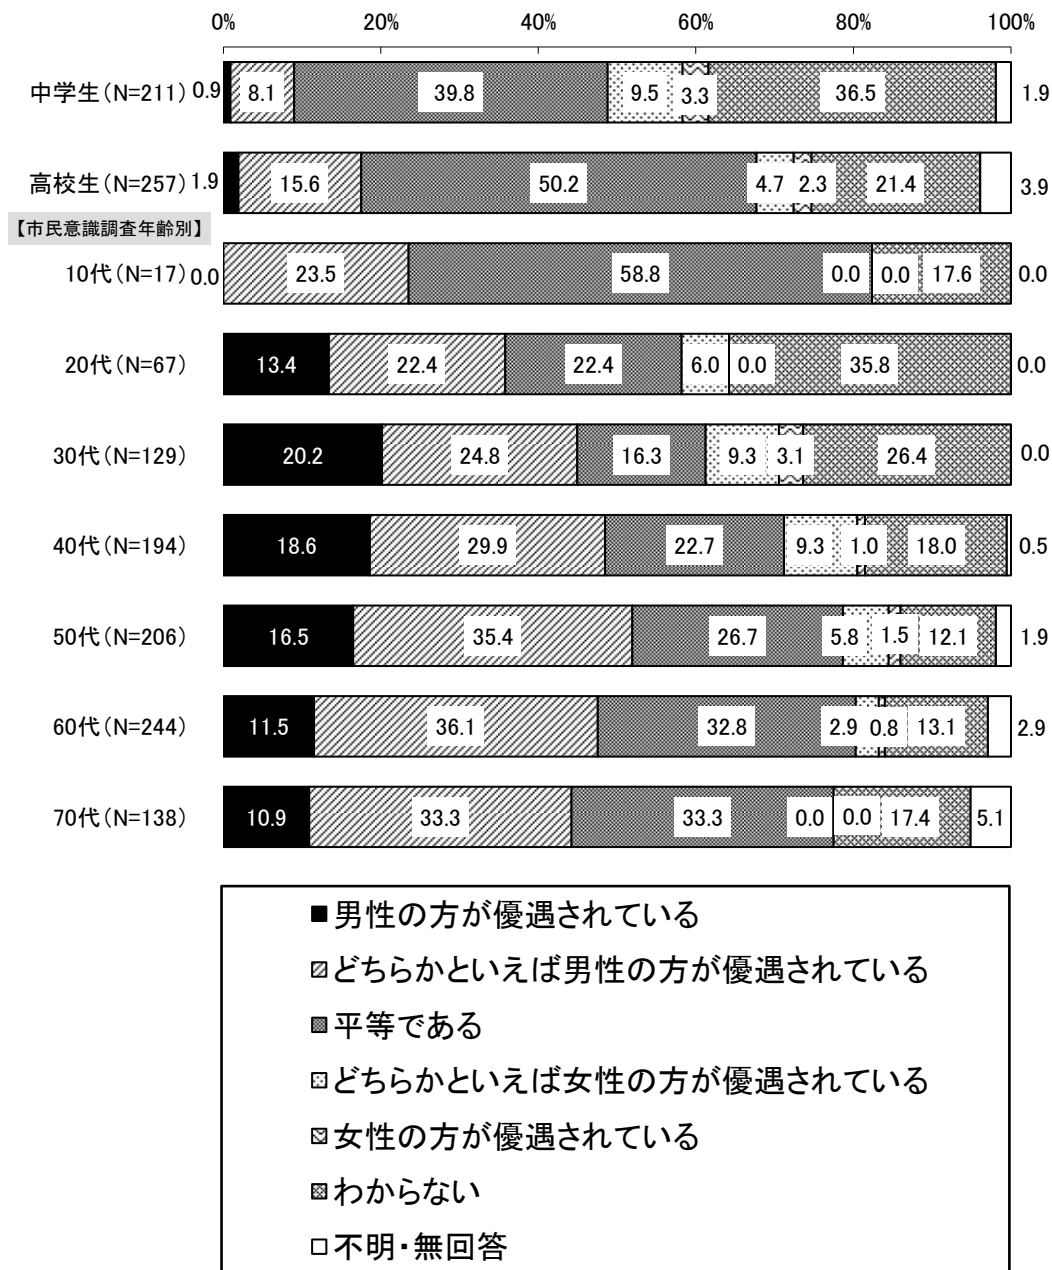 0% 20% 40% 60% 80% 100%
中学生(N=211) 0.9 8.1 39.8 9.5 3.3 36.5 1.9
高校生(N=257) 1.9 15.6 50.2 4.7 2.3 21.4 3.9
【市民意識調査年齢別】
10代(N=17) 0.0 23.5 58.8 0.0 0.0 17.6 0.0
20代(N=67) 13.4 22.4 22.4 6.0 0.0 35.8 0.0
30代(N=129) 20.2 24.8 16.3 9.3 3.1 26.4 0.0
40代(N=194) 18.6 29.9 22.7 9.3 1.0 18.0 0.5
50代(N=206) 16.5 35.4 26.7 5.8 1.5 12.1 1.9
60代(N=244) 11.5 36.1 32.8 2.9 0.8 13.1 2.9
70代(N=138) 10.9 33.3 33.3 0.0 0.0 17.4 5.1
男性の方が優遇されている
どちらかといえば男性の方が優遇されている
平等である
どちらかといえば女性の方が優遇されている
女性の方が優遇されている
わからない
不明・無回答